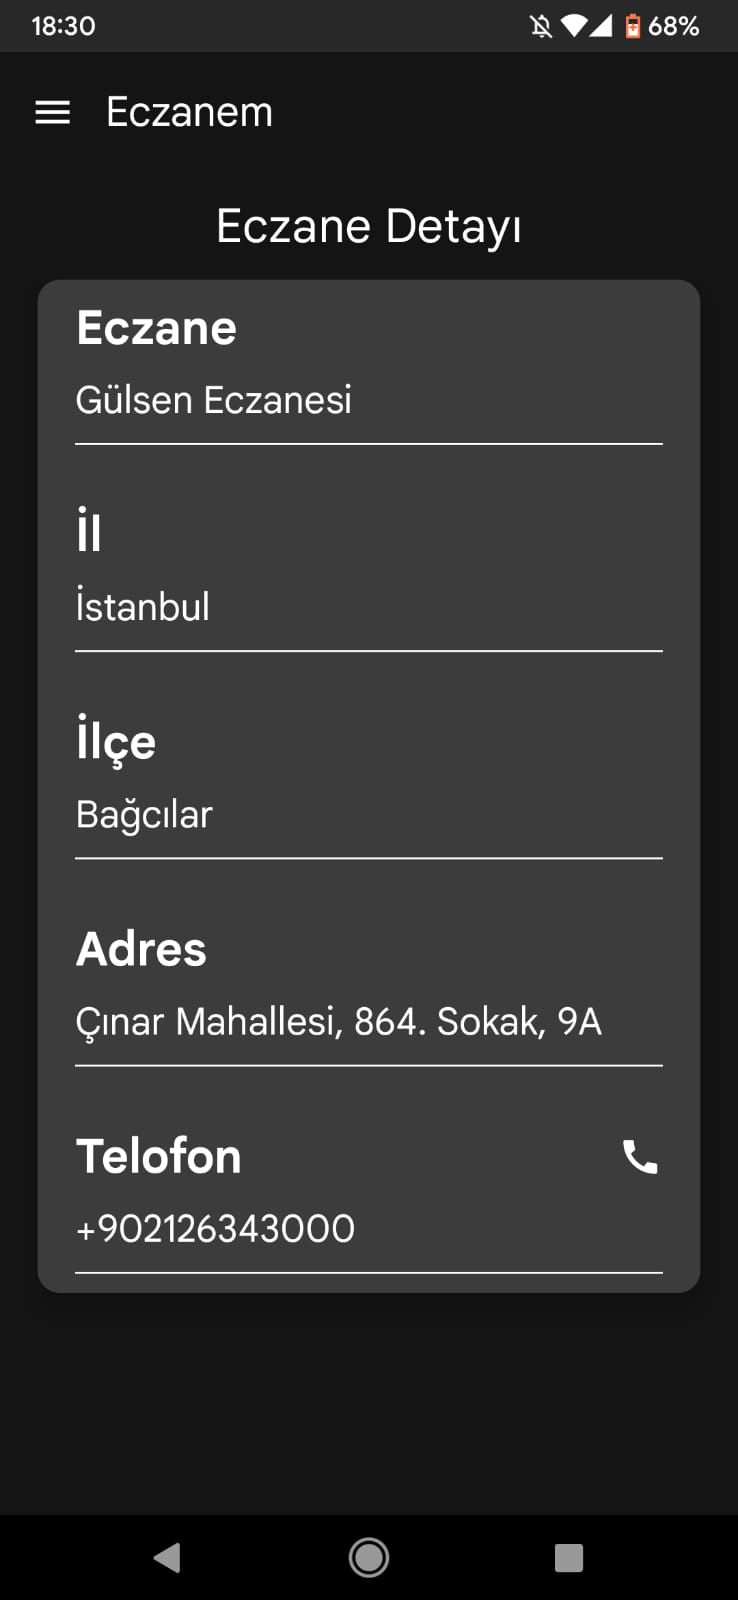 18:30
68%
Eczanem
Eczane Detayı
Eczane
Gülsen Eczanesi
İl
İstanbul
İlçe
Bağcılar
Adres
Çınar Mahallesi, 864. Sokak, 9A
Telofon
+902126343000